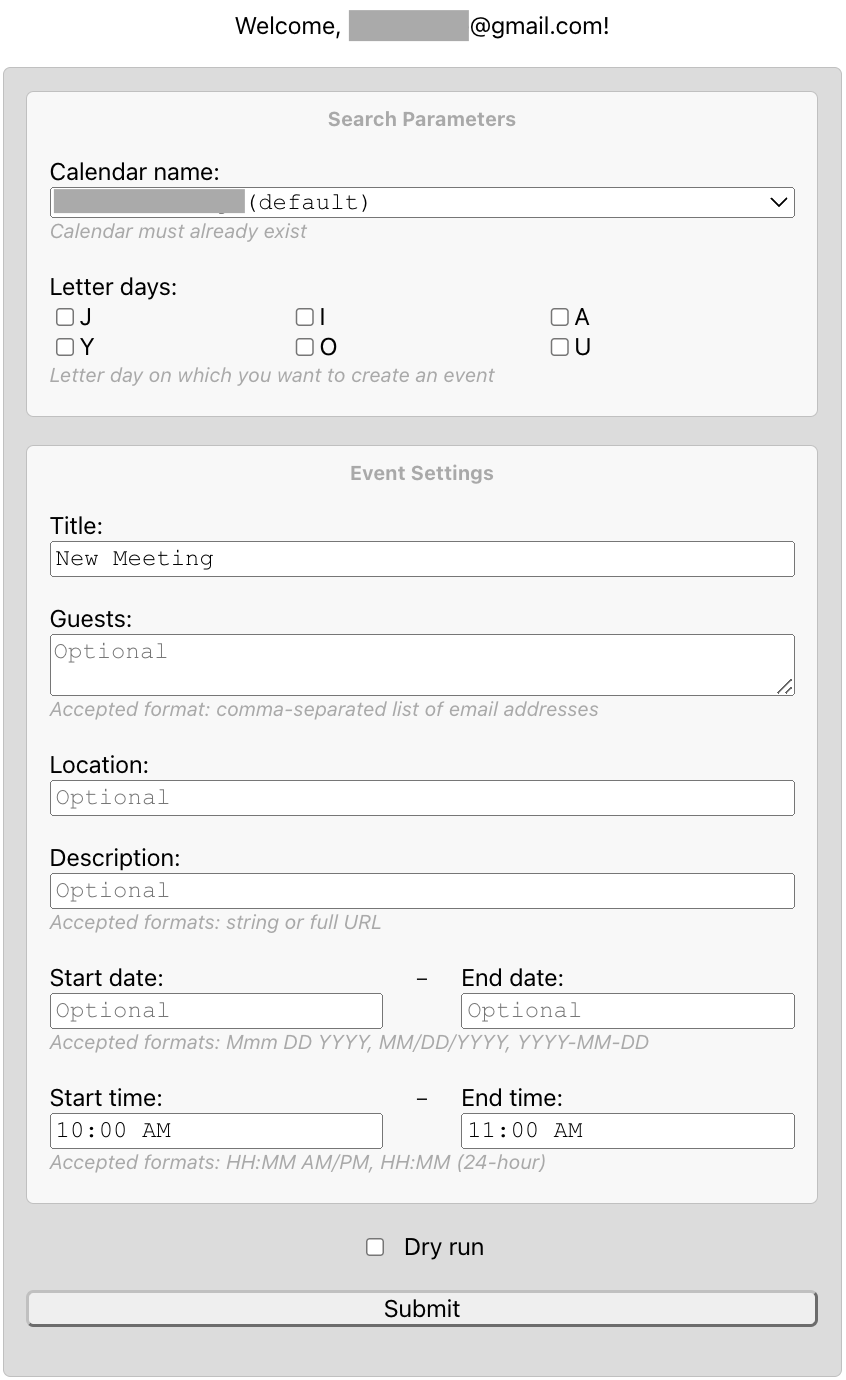 Welcome, @gmail.com!
Search Parameters
Calendar name:
(default)
Calendar must already exist
Letter days:
J I A
Y O U
Letter day on which you want to create an event
Event Settings
Title:
New Meeting
Guests:
Optional
Accepted format: comma-separated list of email addresses
Location:
Optional
Description:
Optional
Accepted formats: string or full URL
Start date: – End date:
Optional Optional
Accepted formats: Mmm DD YYYY, MM/DD/YYYY, YYYY-MM-DD
Start time: – End time:
10:00 AM 11:00 AM
Accepted formats: HH:MM AM/PM, HH:MM (24-hour)
Dry run
Submit